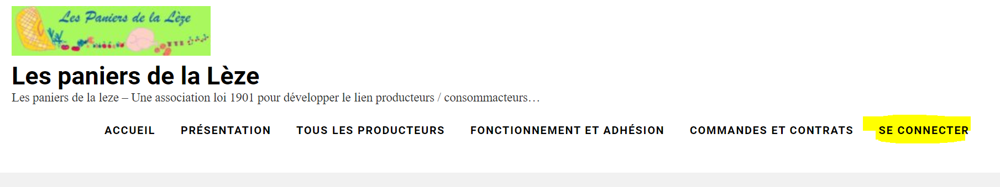 Les Paniers de la Lèze
Les paniers de la Lèze
Les paniers de la leze – Une association loi 1901 pour développer le lien producteurs / consommacteurs…
ACCUEIL PRÉSENTATION TOUS LES PRODUCTEURS FONCTIONNEMENT ET ADHÉSION COMMANDES ET CONTRATS SE CONNECTER